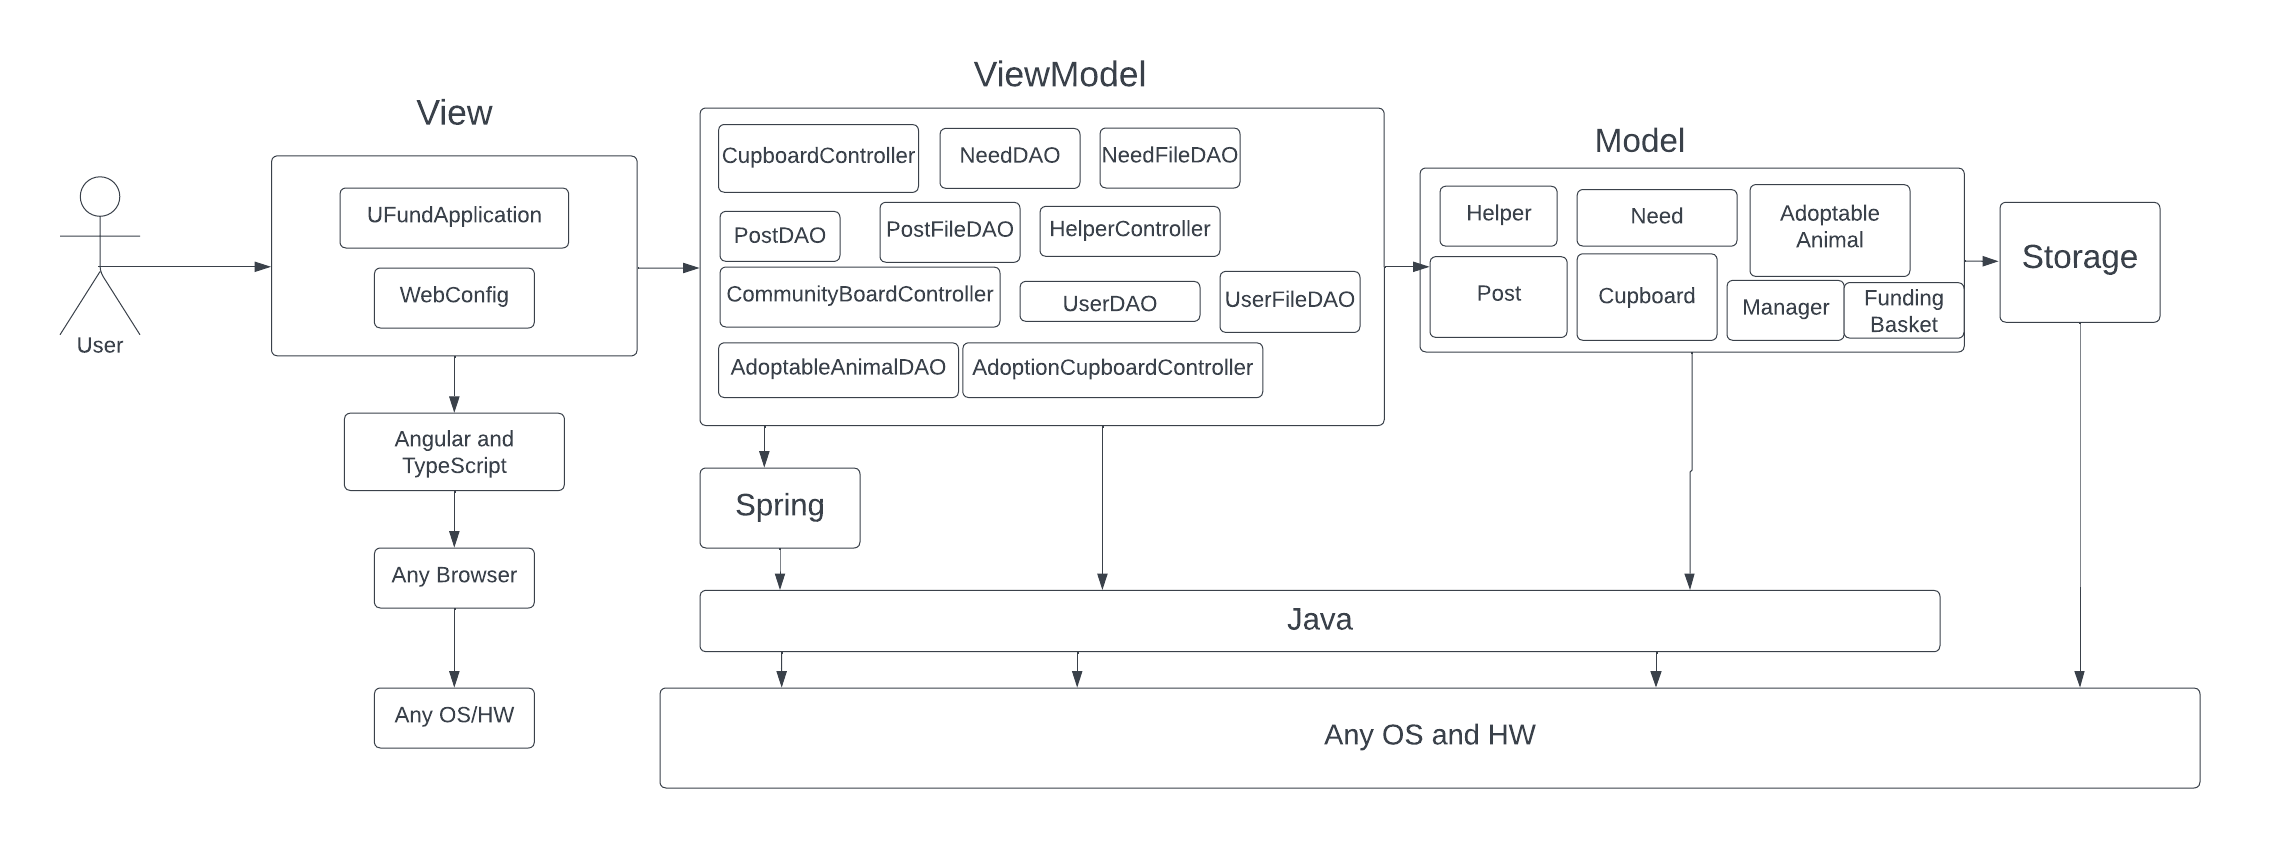 ViewModel
View
Model
CupboardController
NeedDAO
NeedFileDAO
PostDAO
PostFileDAO
HelperController
CommunityBoardController
UserDAO
UserFileDAO
AdoptableAnimalDAO
AdoptionCupboardController
UFundApplication
WebConfig
User
Helper
Need
Adoptable
Animal
Post
Cupboard
Manager
Funding
Basket
Storage
Angular and
TypeScript
Any Browser
Any OS/HW
Spring
Java
Any OS and HW